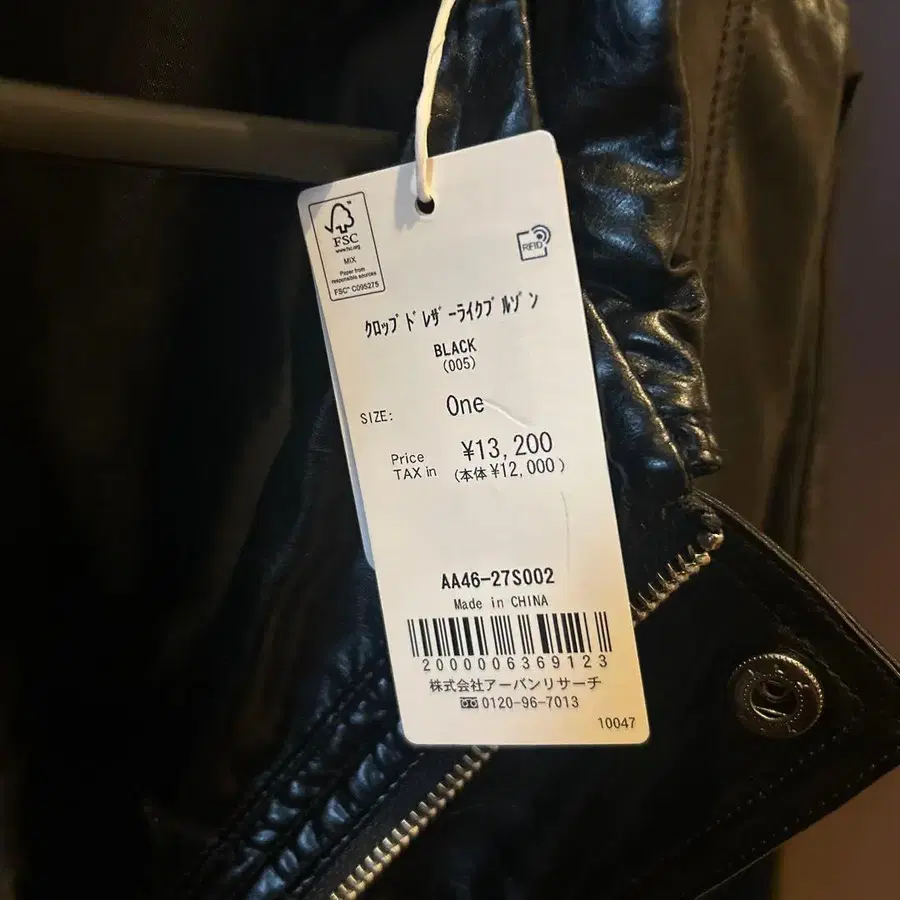 FSC
www.fsc.org
MIX
Paper from
responsible sources
FSC® C095275
RFID
ｸﾛｯﾌﾟﾄﾞﾚｻﾞｰﾗｲｸﾌﾞﾙｿﾞﾝ
BLACK
(005)
SIZE: One
Price ¥13,200
TAX in (本体¥12,000)
AA46-27S002
Made in CHINA
2000006369123
株式会社アーバンリサーチ
0120-96-7013
10047